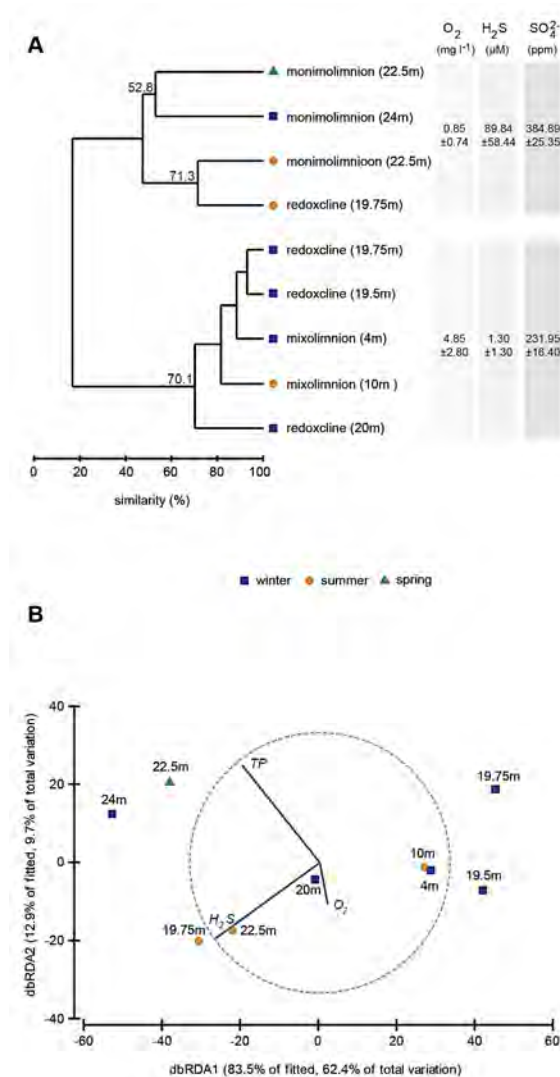 A
O2 H2S SO4 2-
(mg l-1) (µM) (ppm)
monimolimnion (22.5m)
52.8
monimolimnion (24m)
0.85 89.84 384.89
±0.74 ±58.44 ±25.35
monimolimnioon (22.5m)
71.3
redoxcline (19.75m)
redoxcline (19.75m)
redoxcline (19.5m)
mixolimnion (4m)
4.85 1.30 231.95
±2.80 ±1.30 ±16.40
mixolimnion (10m )
70.1
redoxcline (20m)
0 20 40 60 80 100
similarity (%)
winter summer spring
B
40
TP
22.5m
19.75m
20
24m
dbRDA2 (12.9% of fitted, 9.7% of total variation)
10m
0
4m
20m
19.5m
O2
H2S
19.75m
22.5m
-20
-40
-60 -40 -20 0 20 40 60
dbRDA1 (83.5% of fitted, 62.4% of total variation)